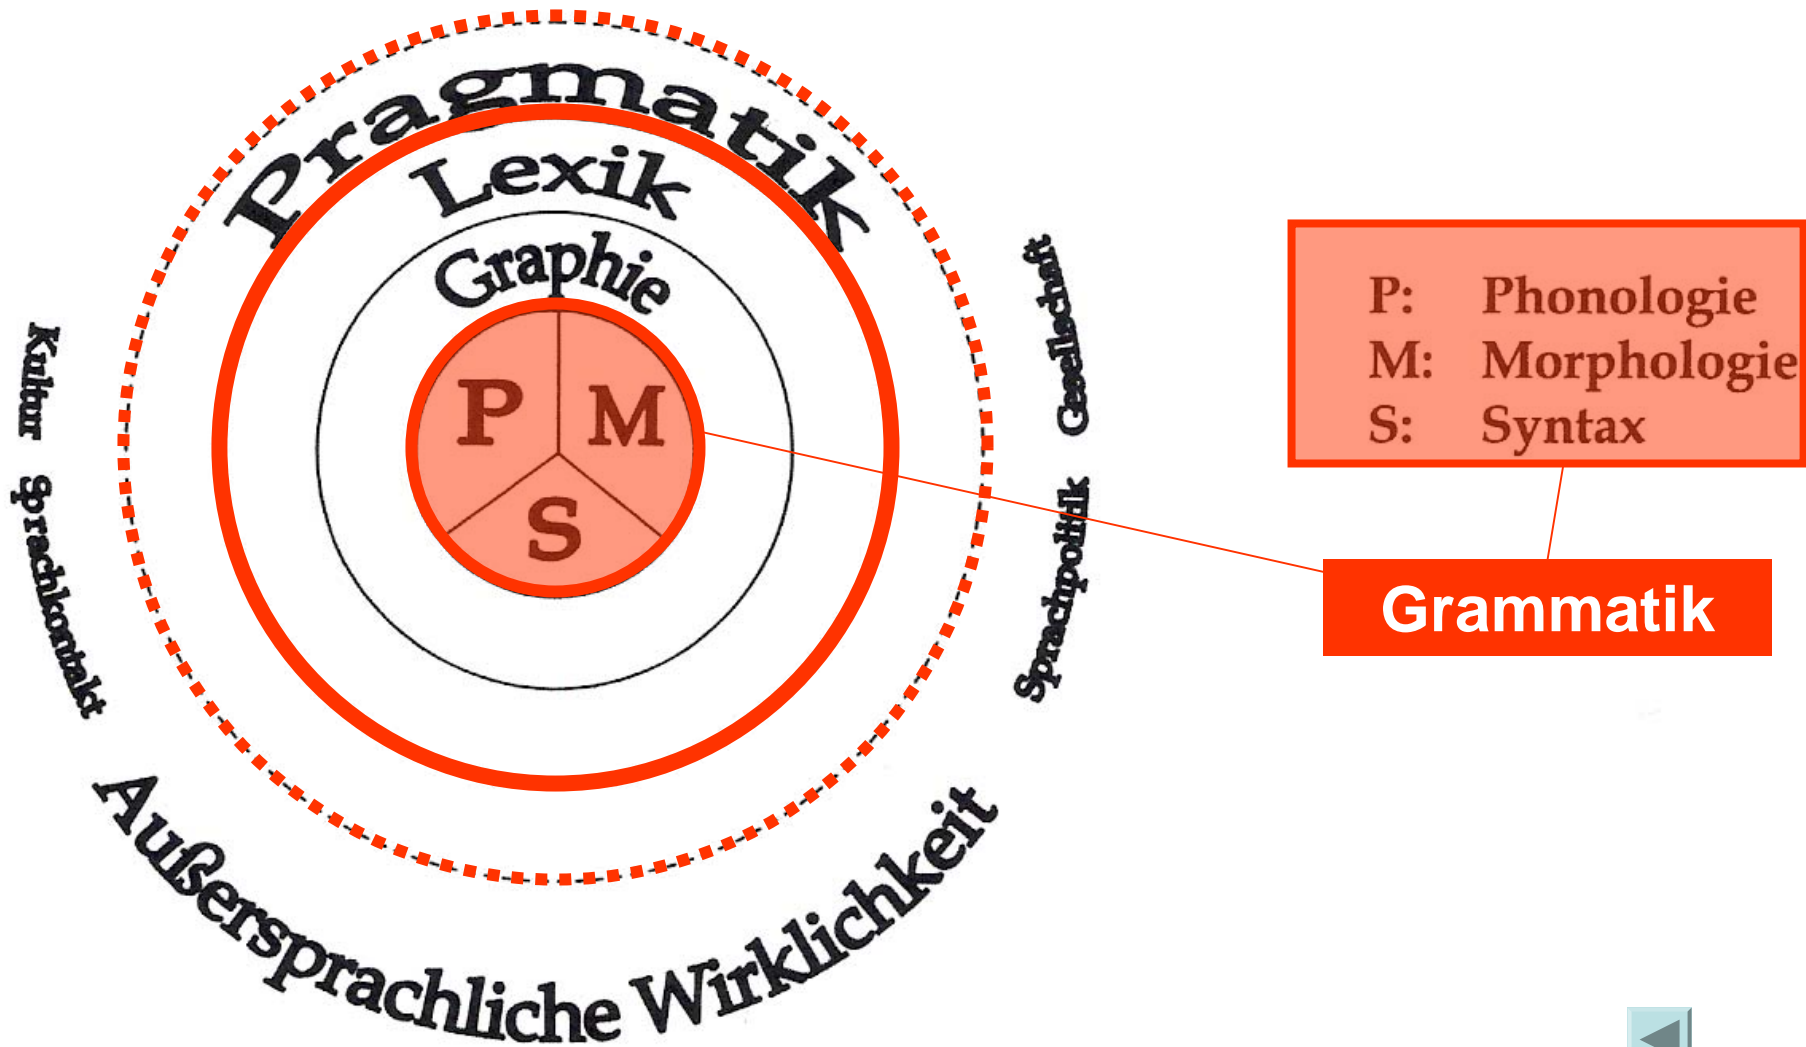 Pragmatik
Lexik
Graphie
P
M
S
Kultur
Sprachkontakt
Gesellschaft
Sprachpolitik
Außersprachliche Wirklichkeit
P: Phonologie
M: Morphologie
S: Syntax
Grammatik